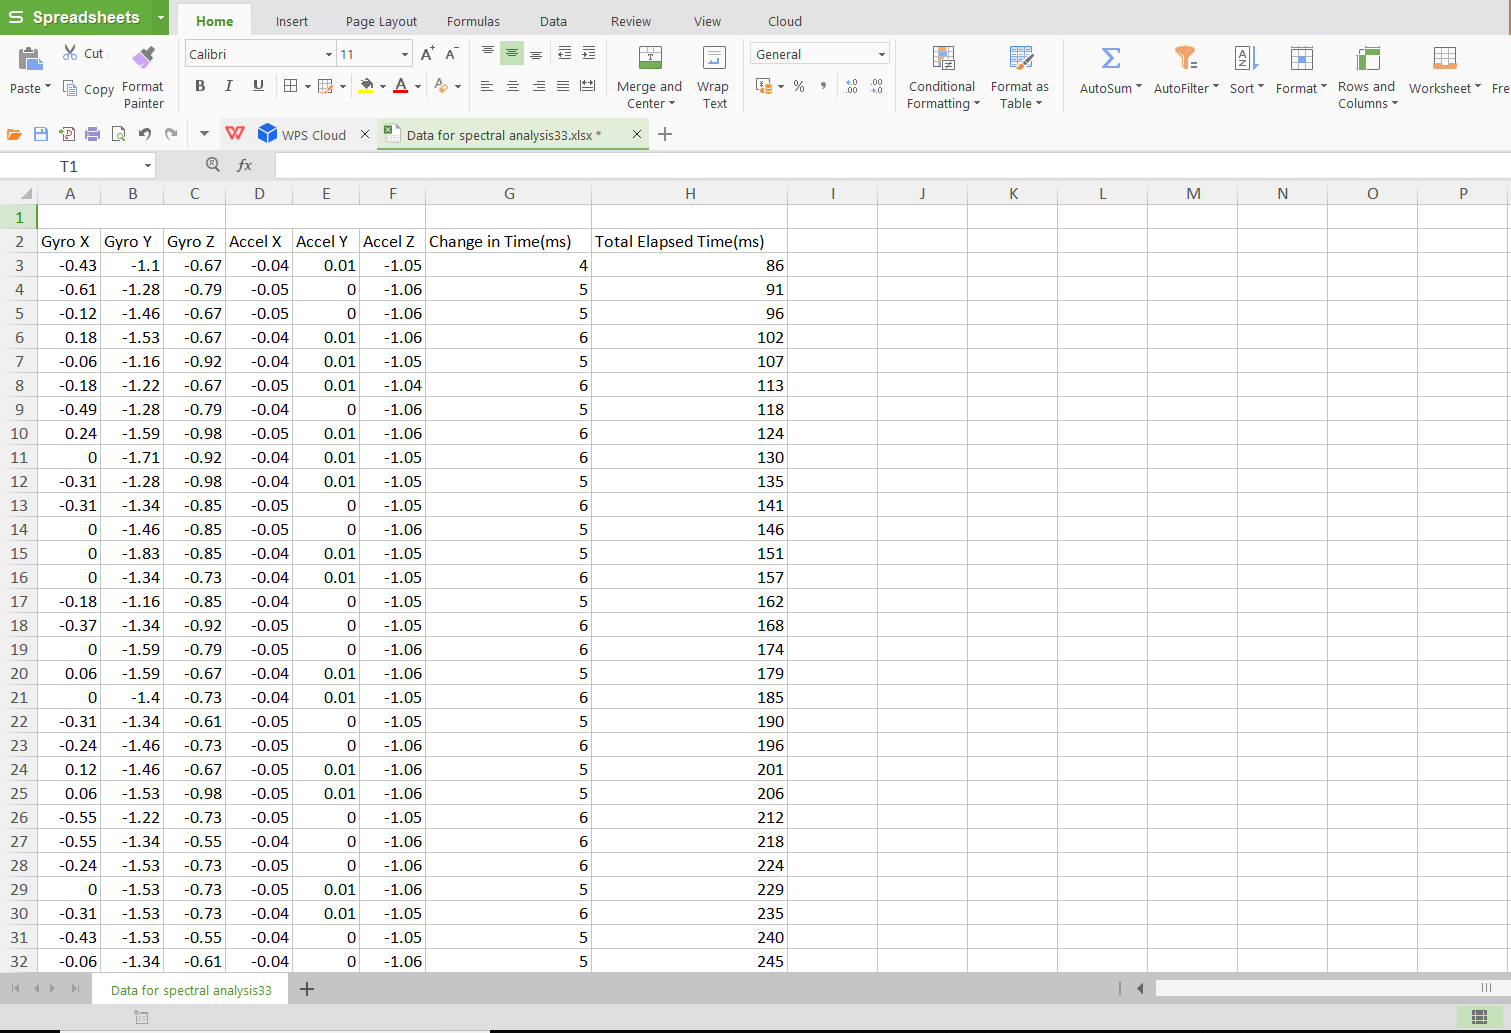 S Spreadsheets Home Insert Page Layout Formulas Data Review View Cloud
Paste Cut Copy Format Painter
Calibri 11 A+ A-
B I U A
Merge and Center Wrap Text
General
% , .0 .00 .00 .0
Conditional Formatting Format as Table AutoSum AutoFilter Sort Format Rows and Columns Worksheet Fre
WPS Cloud Data for spectral analysis33.xlsx *
T1 fx
A B C D E F G H I J K L M N O P
1
2 Gyro X Gyro Y Gyro Z Accel X Accel Y Accel Z Change in Time(ms) Total Elapsed Time(ms)
3 -0.43 -1.1 -0.67 -0.04 0.01 -1.05 4 86
4 -0.61 -1.28 -0.79 -0.05 0 -1.06 5 91
5 -0.12 -1.46 -0.67 -0.05 0 -1.06 5 96
6 0.18 -1.53 -0.67 -0.04 0.01 -1.06 6 102
7 -0.06 -1.16 -0.92 -0.04 0.01 -1.05 5 107
8 -0.18 -1.22 -0.67 -0.05 0.01 -1.04 6 113
9 -0.49 -1.28 -0.79 -0.04 0 -1.06 5 118
10 0.24 -1.59 -0.98 -0.05 0.01 -1.06 6 124
11 0 -1.71 -0.92 -0.04 0.01 -1.05 6 130
12 -0.31 -1.28 -0.98 -0.04 0.01 -1.05 5 135
13 -0.31 -1.34 -0.85 -0.05 0 -1.05 6 141
14 0 -1.46 -0.85 -0.05 0 -1.06 5 146
15 0 -1.83 -0.85 -0.04 0.01 -1.05 5 151
16 0 -1.34 -0.73 -0.04 0.01 -1.05 6 157
17 -0.18 -1.16 -0.85 -0.04 0 -1.05 5 162
18 -0.37 -1.34 -0.92 -0.05 0 -1.05 6 168
19 0 -1.59 -0.79 -0.05 0 -1.06 6 174
20 0.06 -1.59 -0.67 -0.04 0.01 -1.06 5 179
21 0 -1.4 -0.73 -0.04 0.01 -1.05 6 185
22 -0.31 -1.34 -0.61 -0.05 0 -1.05 5 190
23 -0.24 -1.46 -0.73 -0.05 0 -1.06 6 196
24 0.12 -1.46 -0.67 -0.05 0.01 -1.06 5 201
25 0.06 -1.53 -0.98 -0.05 0.01 -1.06 5 206
26 -0.55 -1.22 -0.73 -0.05 0 -1.05 6 212
27 -0.55 -1.34 -0.55 -0.04 0 -1.06 6 218
28 -0.24 -1.53 -0.73 -0.05 0 -1.06 6 224
29 0 -1.53 -0.73 -0.05 0.01 -1.06 5 229
30 -0.31 -1.53 -0.73 -0.04 0.01 -1.05 6 235
31 -0.43 -1.53 -0.55 -0.04 0 -1.05 5 240
32 -0.06 -1.34 -0.61 -0.04 0 -1.06 5 245
Data for spectral analysis33